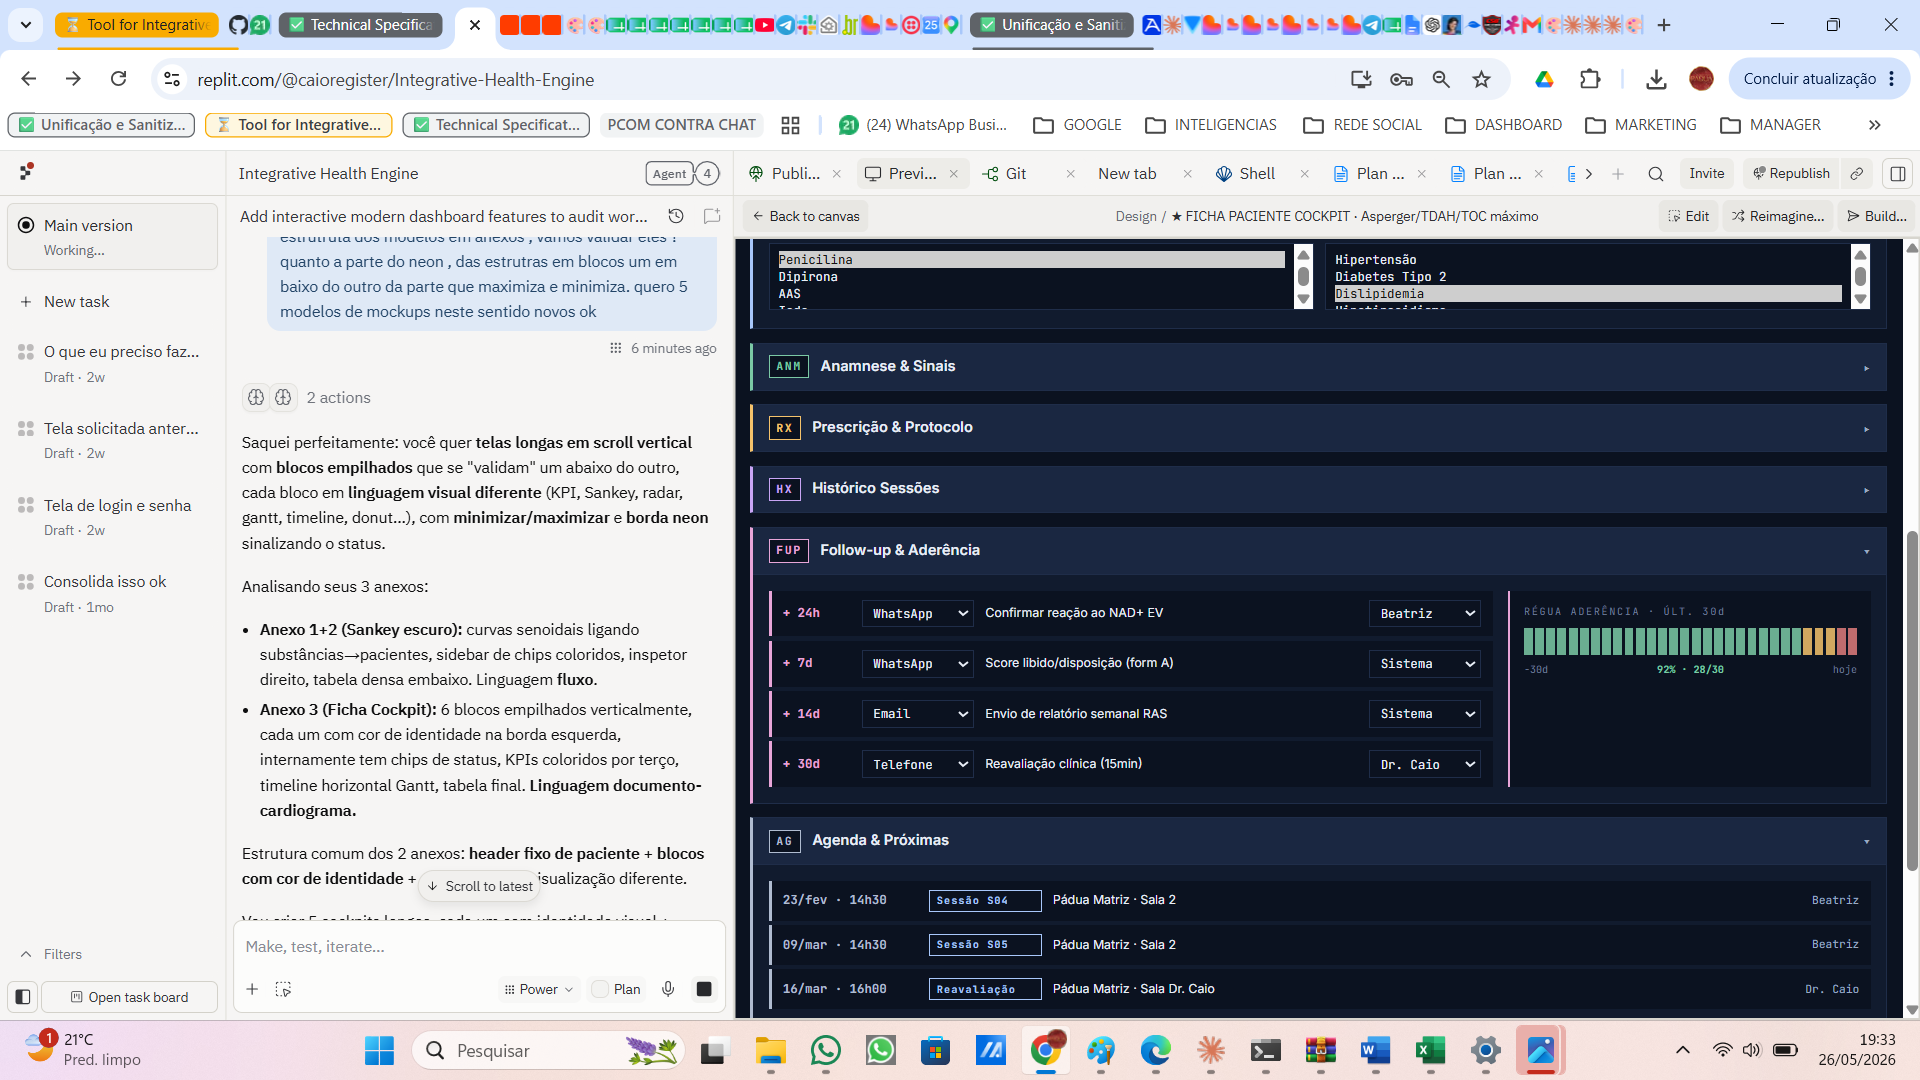 Tool for Integrative
21
Technical Specifica
25
Unificação e Saniti
replit.com/@caioregister/Integrative-Health-Engine
Concluir atualização
Unificação e Sanitiz...
Tool for Integrative...
Technical Specificat...
PCOM CONTRA CHAT
21
(24) WhatsApp Busi...
GOOGLE
INTELIGENCIAS
REDE SOCIAL
DASHBOARD
MARKETING
MANAGER
Integrative Health Engine
Agent
4
Publi...
Previ...
Git
New tab
Shell
Plan ...
Plan ...
Invite
Republish
Main version
Working...
New task
O que eu preciso faz...
Draft · 2w
Tela solicitada anter...
Draft · 2w
Tela de login e senha
Draft · 2w
Consolida isso ok
Draft · 1mo
Filters
Open task board
Add interactive modern dashboard features to audit wor...
estrutruta dos modelos em anexos , vamos validar eles ?
quanto a parte do neon , das estrutras em blocos um em
baixo do outro da parte que maximiza e minimiza. quero 5
modelos de mockups neste sentido novos ok
6 minutes ago
2 actions
Saquei perfeitamente: você quer telas longas em scroll vertical
com blocos empilhados que se "validam" um abaixo do outro,
cada bloco em linguagem visual diferente (KPI, Sankey, radar,
gantt, timeline, donut...), com minimizar/maximizar e borda neon
sinalizando o status.
Analisando seus 3 anexos:
• Anexo 1+2 (Sankey escuro): curvas senoidais ligando
substâncias→pacientes, sidebar de chips coloridos, inspetor
direito, tabela densa embaixo. Linguagem fluxo.
• Anexo 3 (Ficha Cockpit): 6 blocos empilhados verticalmente,
cada um com cor de identidade na borda esquerda,
internamente tem chips de status, KPIs coloridos por terço,
timeline horizontal Gantt, tabela final. Linguagem documento-
cardiograma.
Estrutura comum dos 2 anexos: header fixo de paciente + blocos
com cor de identidade + isualização diferente.
Scroll to latest
Make, test, iterate...
Power
Plan
Back to canvas
Design / ★ FICHA PACIENTE COCKPIT · Asperger/TDAH/TOC máximo
Edit
Reimagine...
Build...
Penicilina
Dipirona
AAS
Hipertensão
Diabetes Tipo 2
Dislipidemia
ANM
Anamnese & Sinais
RX
Prescrição & Protocolo
HX
Histórico Sessões
FUP
Follow-up & Aderência
+ 24h
WhatsApp
Confirmar reação ao NAD+ EV
Beatriz
+ 7d
WhatsApp
Score libido/disposição (form A)
Sistema
+ 14d
Email
Envio de relatório semanal RAS
Sistema
+ 30d
Telefone
Reavaliação clínica (15min)
Dr. Caio
RÉGUA ADERÊNCIA · ÚLT. 30d
-30d
92% · 28/30
hoje
AG
Agenda & Próximas
23/fev · 14h30
Sessão S04
Pádua Matriz · Sala 2
Beatriz
09/mar · 14h30
Sessão S05
Pádua Matriz · Sala 2
Beatriz
16/mar · 16h00
Reavaliação
Pádua Matriz · Sala Dr. Caio
Dr. Caio
1
21°C
Pred. limpo
Pesquisar
19:33
26/05/2026